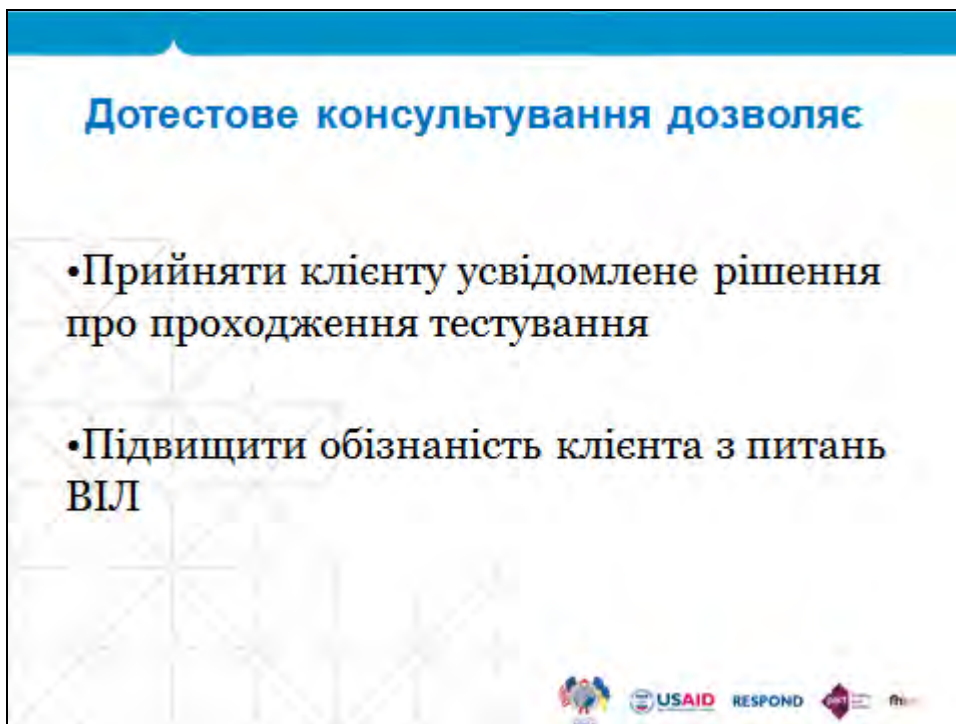 Дотестове консультування дозволяє
•Прийняти клієнту усвідомлене рішення
про проходження тестування
•Підвищити обізнаність клієнта з питань
ВІЛ
USAID RESPOND